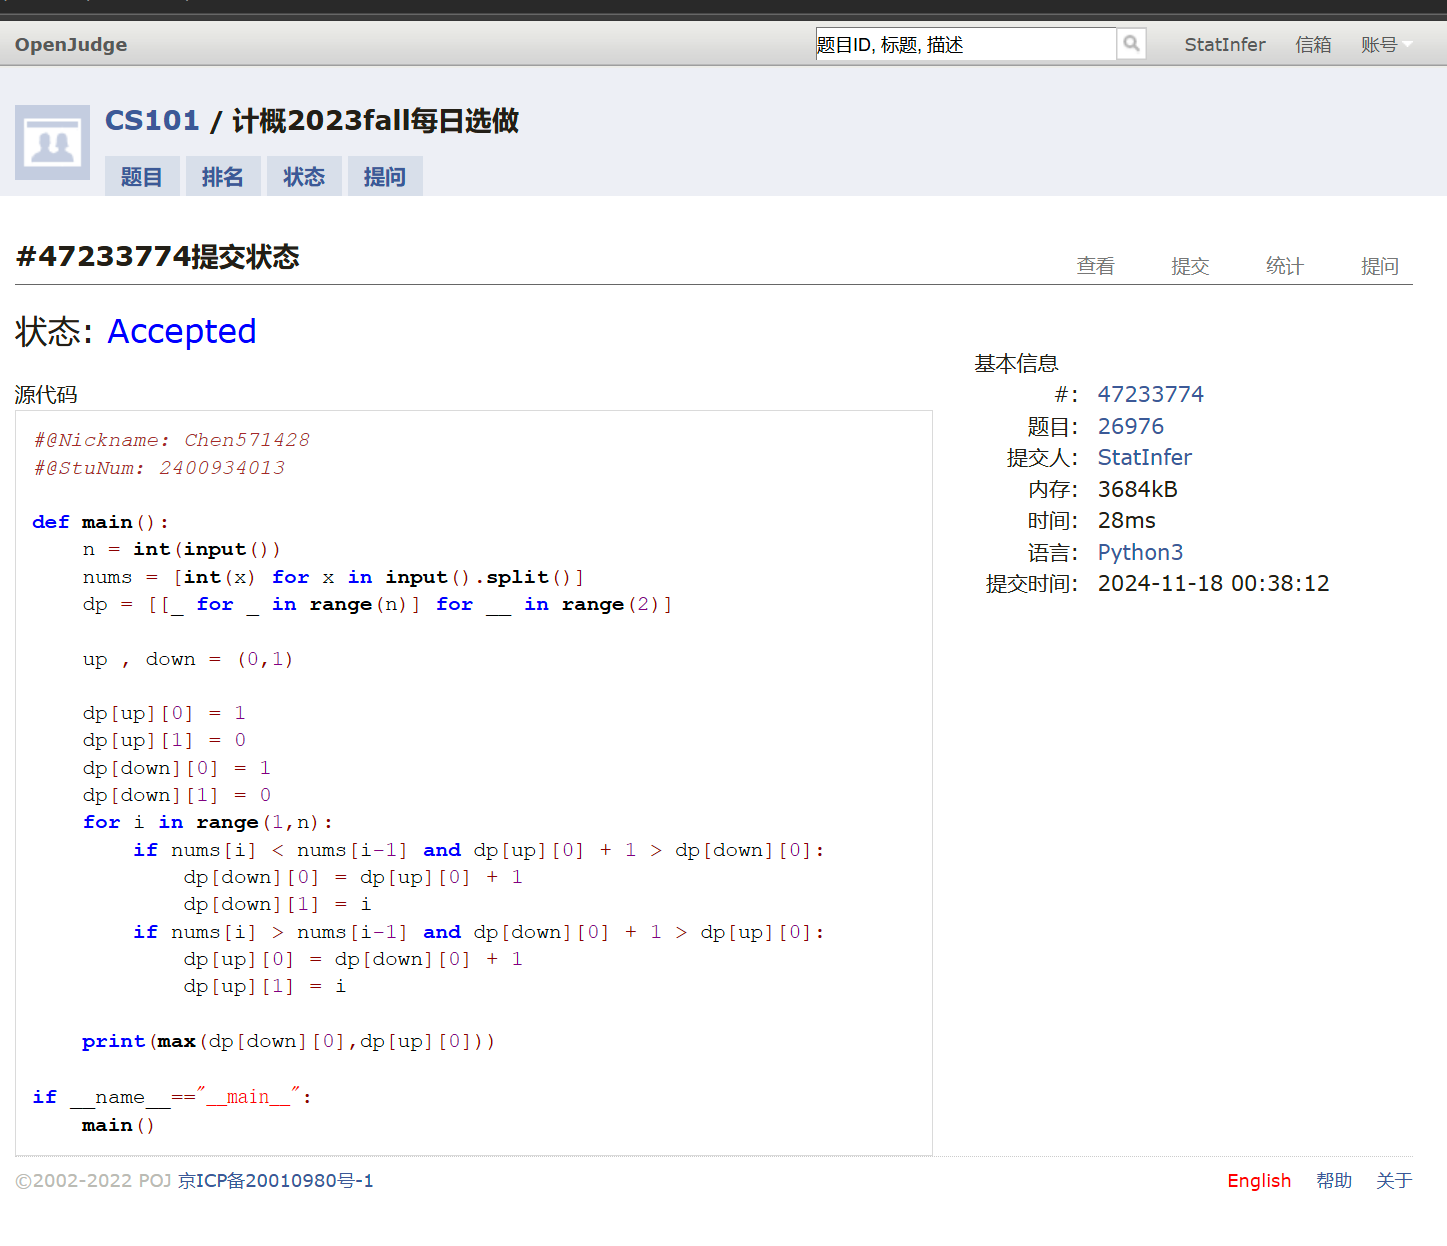 OpenJudge
题目ID, 标题, 描述
StatInfer 信箱 账号
CS101 / 计概2023fall每日选做
题目 排名 状态 提问
#47233774提交状态
查看 提交 统计 提问
状态: Accepted
源代码
#@Nickname: Chen571428
#@StuNum: 2400934013
def main():
    n = int(input())
    nums = [int(x) for x in input().split()]
    dp = [[_ for _ in range(n)] for __ in range(2)]
    up , down = (0,1)
    dp[up][0] = 1
    dp[up][1] = 0
    dp[down][0] = 1
    dp[down][1] = 0
    for i in range(1,n):
        if nums[i] < nums[i-1] and dp[up][0] + 1 > dp[down][0]:
            dp[down][0] = dp[up][0] + 1
            dp[down][1] = i
        if nums[i] > nums[i-1] and dp[down][0] + 1 > dp[up][0]:
            dp[up][0] = dp[down][0] + 1
            dp[up][1] = i
    print(max(dp[down][0],dp[up][0]))
if __name__=="__main__":
    main()
基本信息
#: 47233774
题目: 26976
提交人: StatInfer
内存: 3684kB
时间: 28ms
语言: Python3
提交时间: 2024-11-18 00:38:12
©2002-2022 POJ 京ICP备20010980号-1
English 帮助 关于